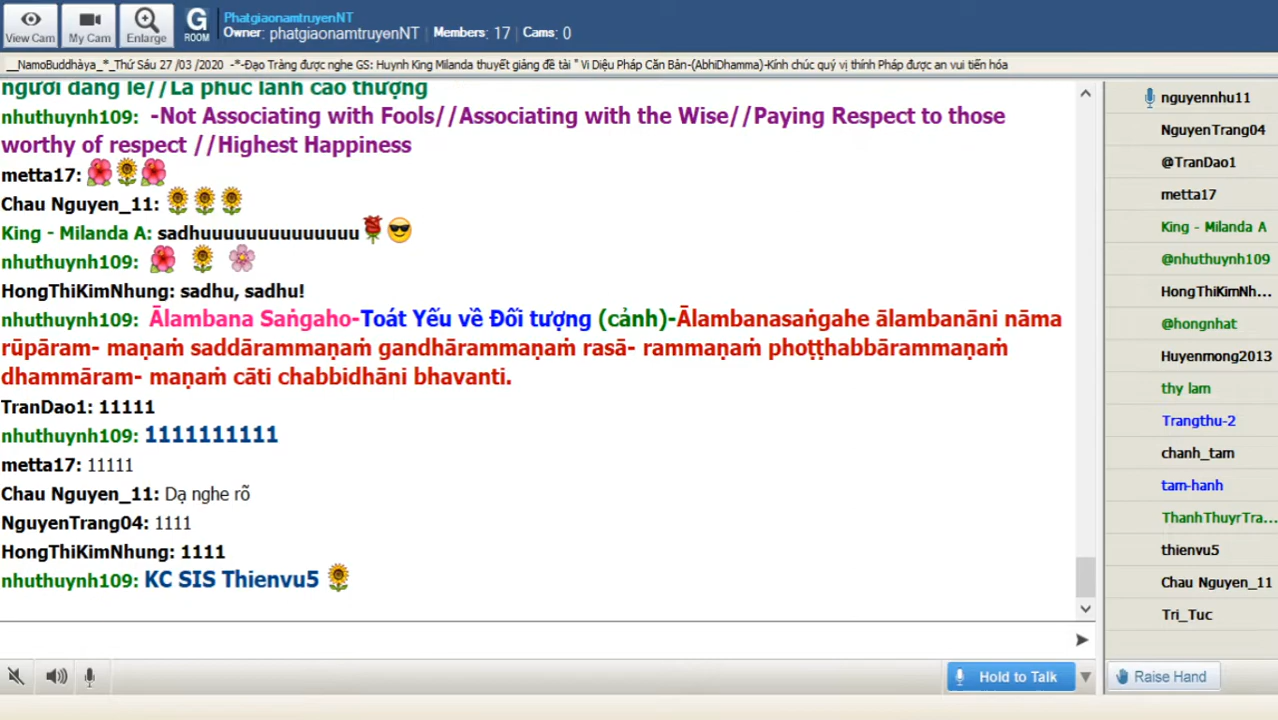 View Cam
My Cam
Enlarge
G
ROOM
PhatgiaonamtruyenNT
Owner: phatgiaonamtruyenNT | Members: 17 | Cams: 0
__NamoBuddhàya_*_Thứ Sáu 27 /03 /2020 -*-Đạo Tràng được nghe GS: Huynh King Milanda thuyết giảng đề tài " Vi Diệu Pháp Căn Bản-(AbhiDhamma)-Kính chúc quý vị thính Pháp được an vui tiến hóa
người đáng lễ//Là phúc lành cao thượng
nhuthuynh109: -Not Associating with Fools//Associating with the Wise//Paying Respect to those
worthy of respect //Highest Happiness
metta17:
Chau Nguyen_11:
King - Milanda A: sadhuuuuuuuuuuuuuuu
nhuthuynh109:
HongThiKimNhung: sadhu, sadhu!
nhuthuynh109: Ālambana Saṅgaho-Toát Yếu về Đối tượng (cảnh)-Ālambanasaṅgahe ālambanāni nāma
rūpāram- maṇaṁ saddārammaṇaṁ gandhārammaṇaṁ rasā- rammaṇaṁ phoṭṭhabbārammaṇaṁ
dhammāram- maṇaṁ cāti chabbidhāni bhavanti.
TranDao1: 11111
nhuthuynh109: 1111111111
metta17: 11111
Chau Nguyen_11: Dạ nghe rõ
NguyenTrang04: 1111
HongThiKimNhung: 1111
nhuthuynh109: KC SIS Thienvu5
nguyennhu11
NguyenTrang04
@TranDao1
metta17
King - Milanda A
@nhuthuynh109
HongThiKimNh...
@hongnhat
Huyenmong2013
thy lam
Trangthu-2
chanh_tam
tam-hanh
ThanhThuyrTra...
thienvu5
Chau Nguyen_11
Tri_Tuc
Hold to Talk
Raise Hand